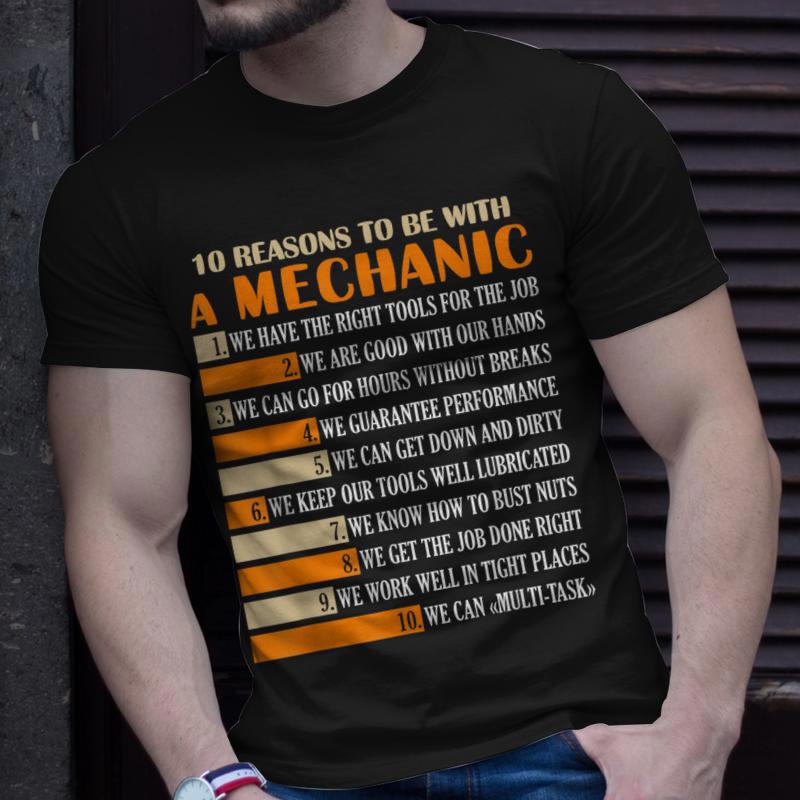 10 REASONS TO BE WITH
A MECHANIC
1. WE HAVE THE RIGHT TOOLS FOR THE JOB
2. WE ARE GOOD WITH OUR HANDS
3. WE CAN GO FOR HOURS WITHOUT BREAKS
4. WE GUARANTEE PERFORMANCE
5. WE CAN GET DOWN AND DIRTY
6. WE KEEP OUR TOOLS WELL LUBRICATED
7. WE KNOW HOW TO BUST NUTS
8. WE GET THE JOB DONE RIGHT
9. WE WORK WELL IN TIGHT PLACES
10. WE CAN «MULTI-TASK»